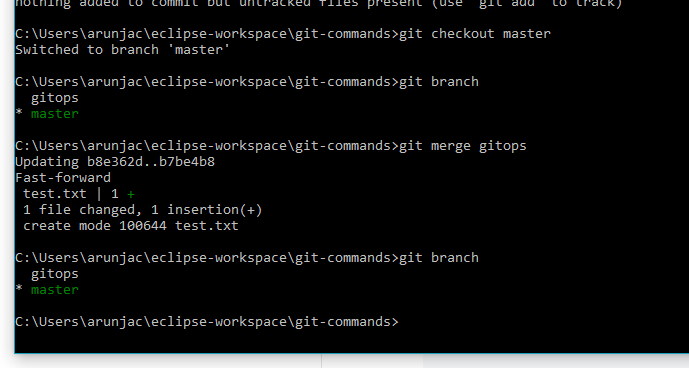 nothing added to commit but untracked files present (use "git add" to track)
C:\Users\arunjac\eclipse-workspace\git-commands>git checkout master
Switched to branch 'master'
C:\Users\arunjac\eclipse-workspace\git-commands>git branch
  gitops
* master
C:\Users\arunjac\eclipse-workspace\git-commands>git merge gitops
Updating b8e362d..b7be4b8
Fast-forward
 test.txt | 1 +
 1 file changed, 1 insertion(+)
 create mode 100644 test.txt
C:\Users\arunjac\eclipse-workspace\git-commands>git branch
  gitops
* master
C:\Users\arunjac\eclipse-workspace\git-commands>